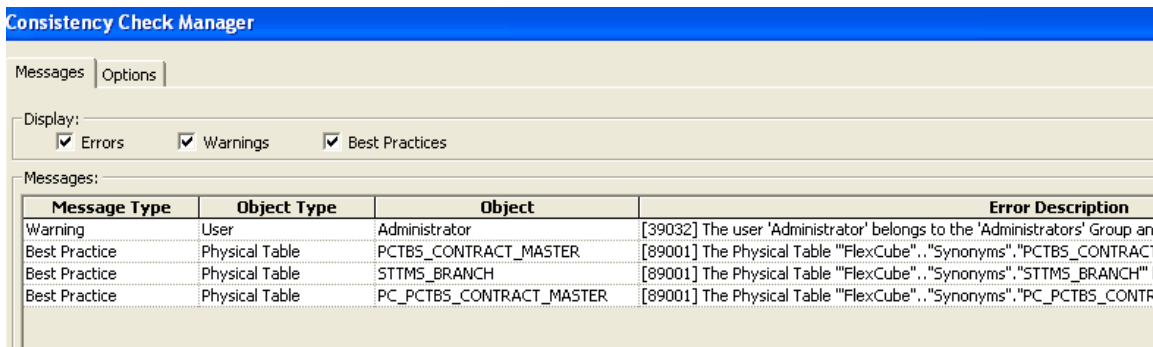 Consistency Check Manager
Messages Options
Display:
Errors Warnings Best Practices
Messages:
Message Type Object Type Object Error Description
Warning User Administrator [39032] The user 'Administrator' belongs to the 'Administrators' Group an
Best Practice Physical Table PCTBS_CONTRACT_MASTER [89001] The Physical Table '"FlexCube".."Synonyms"."PCTBS_CONTRACT
Best Practice Physical Table STTMS_BRANCH [89001] The Physical Table '"FlexCube".."Synonyms"."STTMS_BRANCH"'
Best Practice Physical Table PC_PCTBS_CONTRACT_MASTER [89001] The Physical Table '"FlexCube".."Synonyms"."PC_PCTBS_CONTR